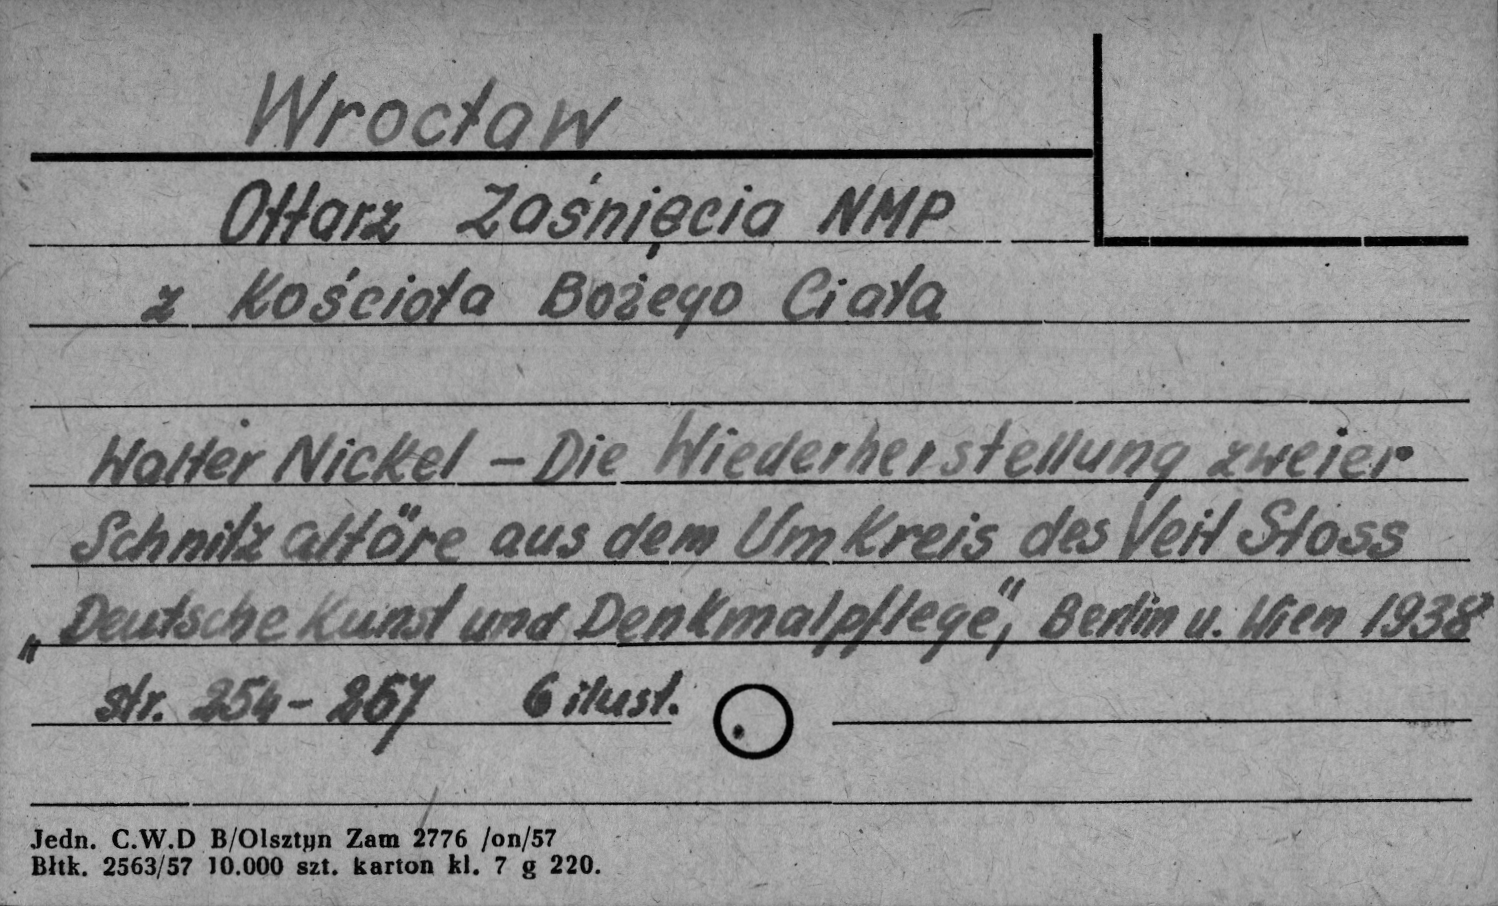 Wrocław
Ołtarz Zaśnięcia NMP
z Kościoła Bożego Ciała
Walter Nickel – Die Wiederherstellung zweier
Schnitzaltöre aus dem Umkreis des Veit Stoss
„Deutsche Kunst und Denkmalpflege", Berlin u. Wien 1938
str. 254 – 267 6 ilust.
Jedn. C.W.D B/Olsztyn Zam 2776 /on/57
Błtk. 2563/57 10.000 szt. karton kl. 7 g 220.